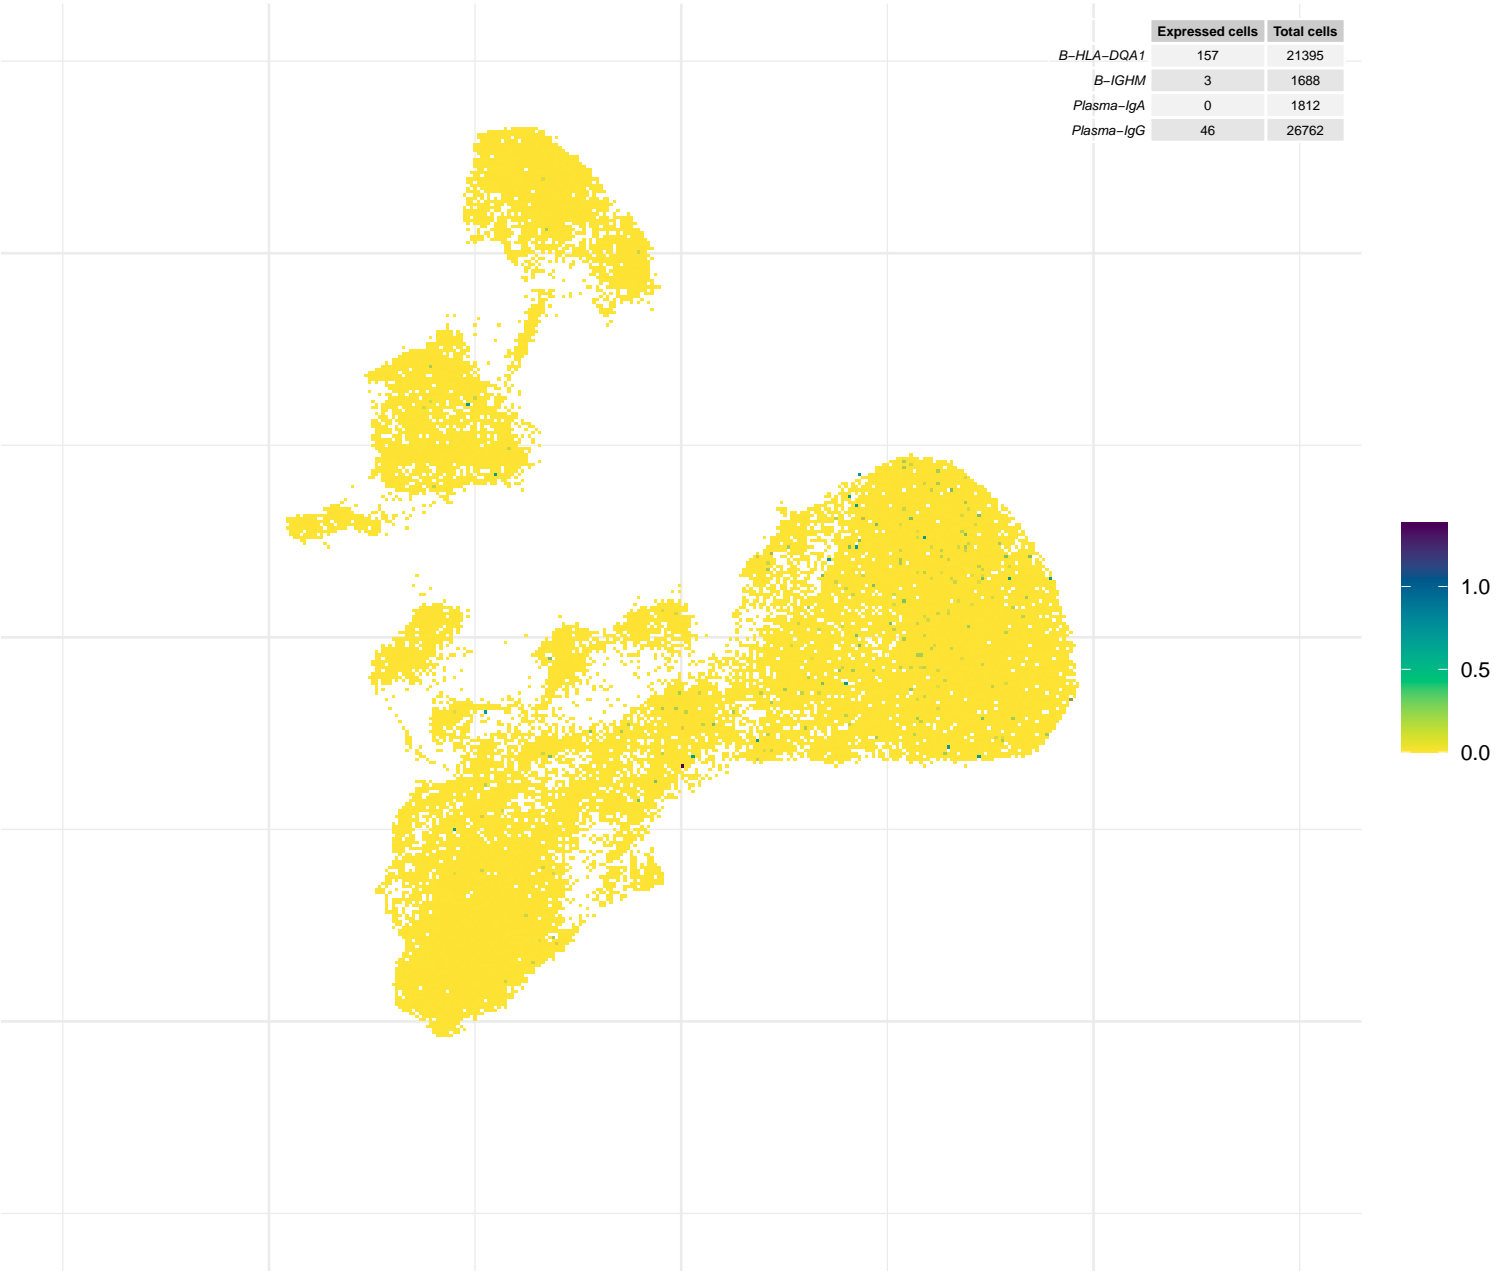 Expressed cells Total cells
B−HLA−DQA1 157 21395
B−IGHM 3 1688
Plasma−IgA 0 1812
Plasma−IgG 46 26762
1.0
0.5
0.0